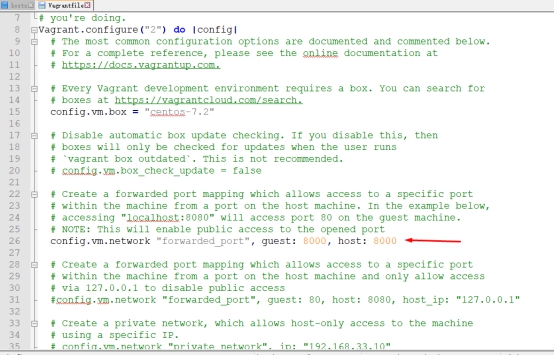 hosts Vagrantfile
7 # you're doing.
8 Vagrant.configure("2") do |config|
9 # The most common configuration options are documented and commented below.
10 # For a complete reference, please see the online documentation at
11 # https://docs.vagrantup.com.
12
13 # Every Vagrant development environment requires a box. You can search for
14 # boxes at https://vagrantcloud.com/search.
15 config.vm.box = "centos-7.2"
16
17 # Disable automatic box update checking. If you disable this, then
18 # boxes will only be checked for updates when the user runs
19 # `vagrant box outdated`. This is not recommended.
20 # config.vm.box_check_update = false
21
22 # Create a forwarded port mapping which allows access to a specific port
23 # within the machine from a port on the host machine. In the example below,
24 # accessing "localhost:8080" will access port 80 on the guest machine.
25 # NOTE: This will enable public access to the opened port
26 config.vm.network "forwarded_port", guest: 8000, host: 8000
27
28 # Create a forwarded port mapping which allows access to a specific port
29 # within the machine from a port on the host machine and only allow access
30 # via 127.0.0.1 to disable public access
31 #config.vm.network "forwarded_port", guest: 80, host: 8080, host_ip: "127.0.0.1"
32
33 # Create a private network, which allows host-only access to the machine
34 # using a specific IP.
35 # config.vm.network "private_network", ip: "192.168.33.10"